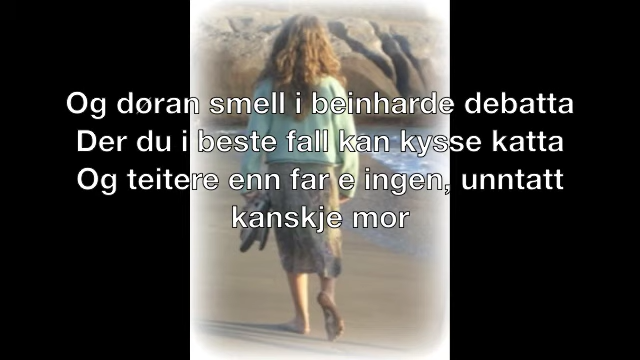 Og døran smell i beinharde debatta
Der du i beste fall kan kysse katta
Og teitere enn far e ingen, unntatt
kanskje mor